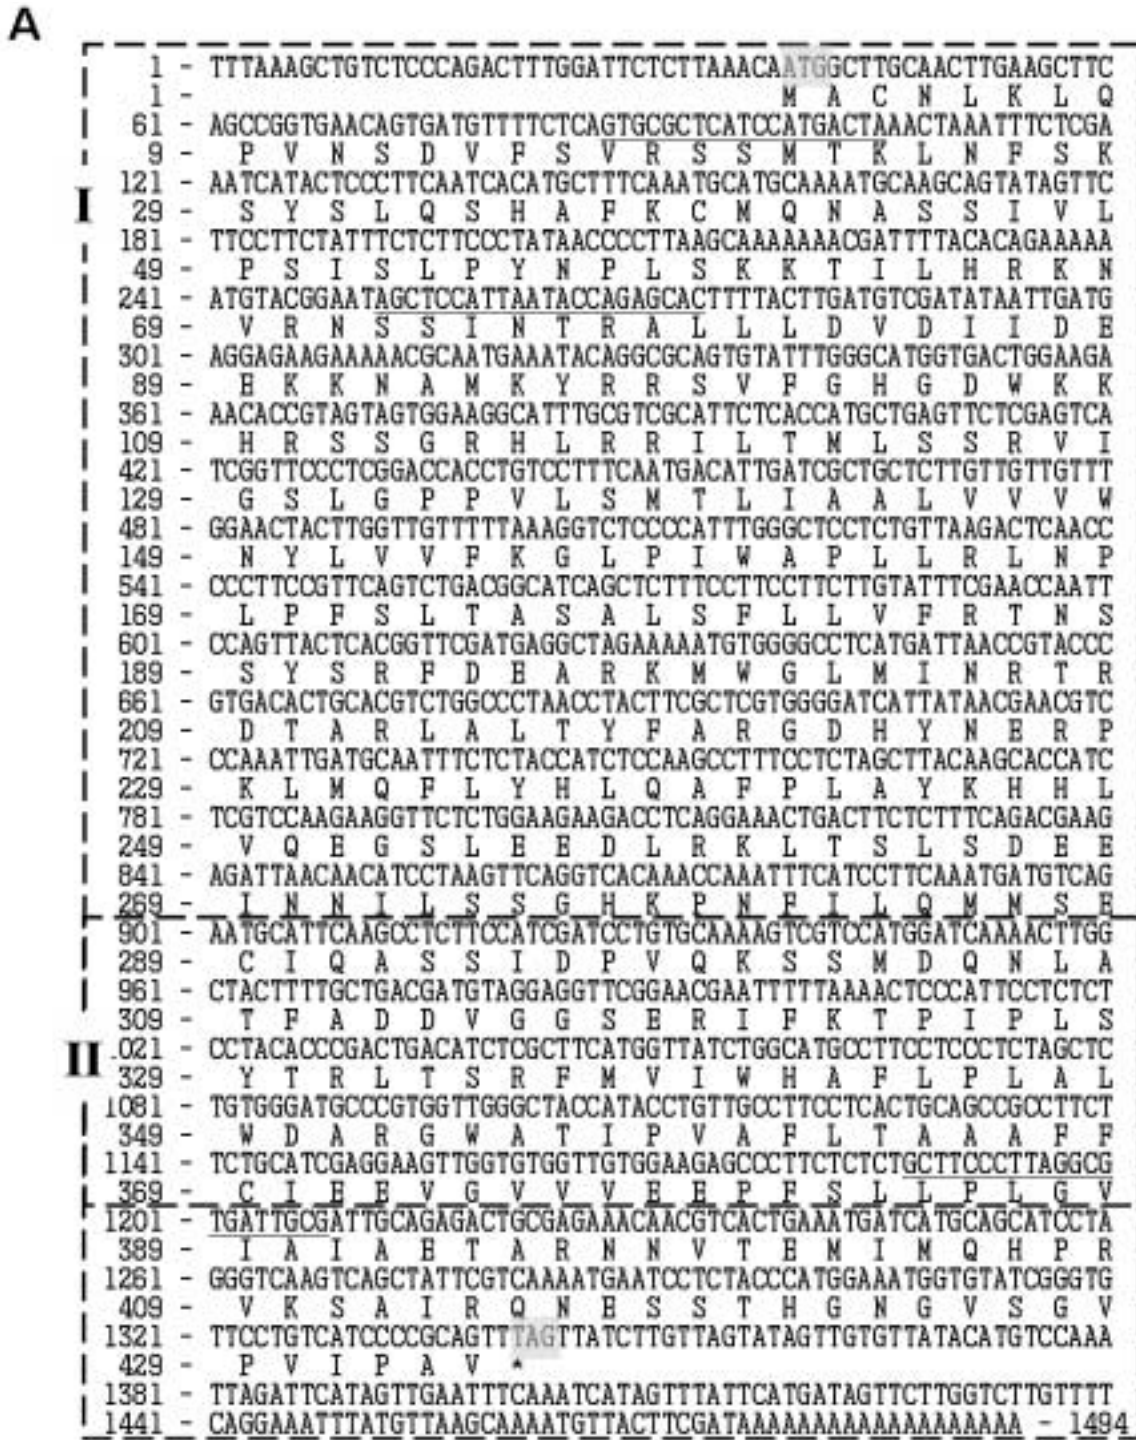 A
1 - TTTAAAGCTGTCTCCCAGACTTTGGATTCTCTTAAACAATGGCTTGCAACTTGAAGCTTC
1 - M A C N L K L Q
61 - AGCCGGTGAACAGTGATGTTTTCTCAGTGCGCTCATCCATGACTAAACTAAATTTCTCGA
9 - P V N S D V F S V R S S M T K L N F S K
121 - AATCATACTCCCTTCAATCACATGCTTTCAAATGCATGCAAAATGCAAGCAGTATAGTTC
I
29 - S Y S L Q S H A F K C M Q N A S S I V L
181 - TTCCTTCTATTTCTCTTCCCTATAACCCCTTAAGCAAAAAAACGATTTTACACAGAAAAA
49 - P S I S L P Y N P L S K K T I L H R K N
241 - ATGTACGGAATAGCTCCATTAATACCAGAGCACTTTTACTTGATGTCGATATAATTGATG
69 - V R N S S I N T R A L L L D V D I I D E
301 - AGGAGAAGAAAAACGCAATGAAATACAGGCGCAGTGTATTTGGGCATGGTGACTGGAAGA
89 - E K K N A M K Y R R S V F G H G D W K K
361 - AACACCGTAGTAGTGGAAGGCATTTGCGTCGCATTCTCACCATGCTGAGTTCTCGAGTCA
109 - H R S S G R H L R R I L T M L S S R V I
421 - TCGGTTCCCTCGGACCACCTGTCCTTTCAATGACATTGATCGCTGCTCTTGTTGTTGTTT
129 - G S L G P P V L S M T L I A A L V V V W
481 - GGAACTACTTGGTTGTTTTTAAAGGTCTCCCCATTTGGGCTCCTCTGTTAAGACTCAACC
149 - N Y L V V F K G L P I W A P L L R L N P
541 - CCCTTCCGTTCAGTCTGACGGCATCAGCTCTTTCCTTCCTTCTTGTATTTCGAACCAATT
169 - L P F S L T A S A L S F L L V F R T N S
601 - CCAGTTACTCACGGTTCGATGAGGCTAGAAAAATGTGGGGCCTCATGATTAACCGTACCC
189 - S Y S R F D E A R K M W G L M I N R T R
661 - GTGACACTGCACGTCTGGCCCTAACCTACTTCGCTCGTGGGGATCATTATAACGAACGTC
209 - D T A R L A L T Y F A R G D H Y N E R P
721 - CCAAATTGATGCAATTTCTCTACCATCTCCAAGCCTTTCCTCTAGCTTACAAGCACCATC
229 - K L M Q F L Y H L Q A F P L A Y K H H L
781 - TCGTCCAAGAAGGTTCTCTGGAAGAAGACCTCAGGAAACTGACTTCTCTTTCAGACGAAG
249 - V Q E G S L E E D L R K L T S L S D E E
841 - AGATTAACAACATCCTAAGTTCAGGTCACAAACCAAATTTCATCCTTCAAATGATGTCAG
269 - I N N I L S S G H K P N F I L Q M M S E
901 - AATGCATTCAAGCCTCTTCCATCGATCCTGTGCAAAAGTCGTCCATGGATCAAAACTTGG
289 - C I Q A S S I D P V Q K S S M D Q N L A
961 - CTACTTTTGCTGACGATGTAGGAGGTTCGGAACGAATTTTTAAAACTCCCATTCCTCTCT
309 - T F A D D V G G S E R I F K T P I P L S
II
.021 - CCTACACCCGACTGACATCTCGCTTCATGGTTATCTGGCATGCCTTCCTCCCTCTAGCTC
329 - Y T R L T S R F M V I W H A F L P L A L
1081 - TGTGGGATGCCCGTGGTTGGGCTACCATACCTGTTGCCTTCCTCACTGCAGCCGCCTTCT
349 - W D A R G W A T I P V A F L T A A A F F
1141 - TCTGCATCGAGGAAGTTGGTGTGGTTGTGGAAGAGCCCTTCTCTCTGCTTCCCTTAGGCG
369 - C I E E V G V V V E E P F S L L P L G V
1201 - TGATTGCGATTGCAGAGACTGCGAGAAACAACGTCACTGAAATGATCATGCAGCATCCTA
389 - I A I A E T A R N N V T E M I M Q H P R
1261 - GGGTCAAGTCAGCTATTCGTCAAAATGAATCCTCTACCCATGGAAATGGTGTATCGGGTG
409 - V K S A I R Q N E S S T H G N G V S G V
1321 - TTCCTGTCATCCCCGCAGTTTAGTTATCTTGTTAGTATAGTTGTGTTATACATGTCCAAA
429 - P V I P A V *
1381 - TTAGATTCATAGTTGAATTTCAAATCATAGTTTATTCATGATAGTTCTTGGTCTTGTTTT
1441 - CAGGAAATTTATGTTAAGCAAAATGTTACTTCGATAAAAAAAAAAAAAAAAAA - 1494